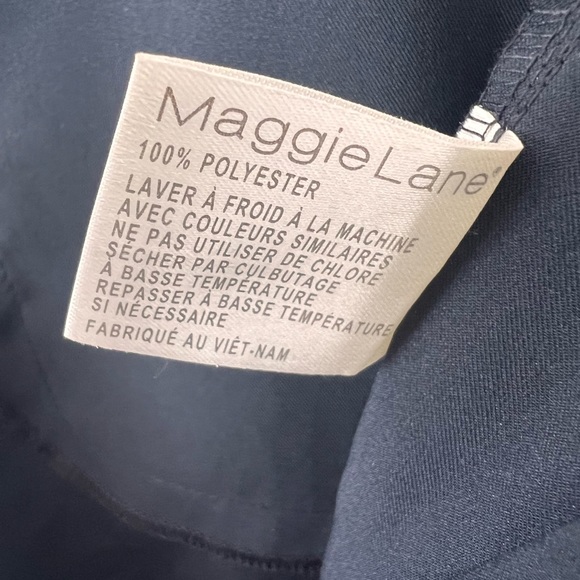 MaggieLane®
100% POLYESTER
LAVER À FROID À LA MACHINE
AVEC COULEURS SIMILAIRES
NE PAS UTILISER DE CHLORE
SÉCHER PAR CULBUTAGE
À BASSE TEMPÉRATURE
REPASSER À BASSE TEMPÉRATURE
SI NÉCESSAIRE
FABRIQUÉ AU VIÊT-NAM